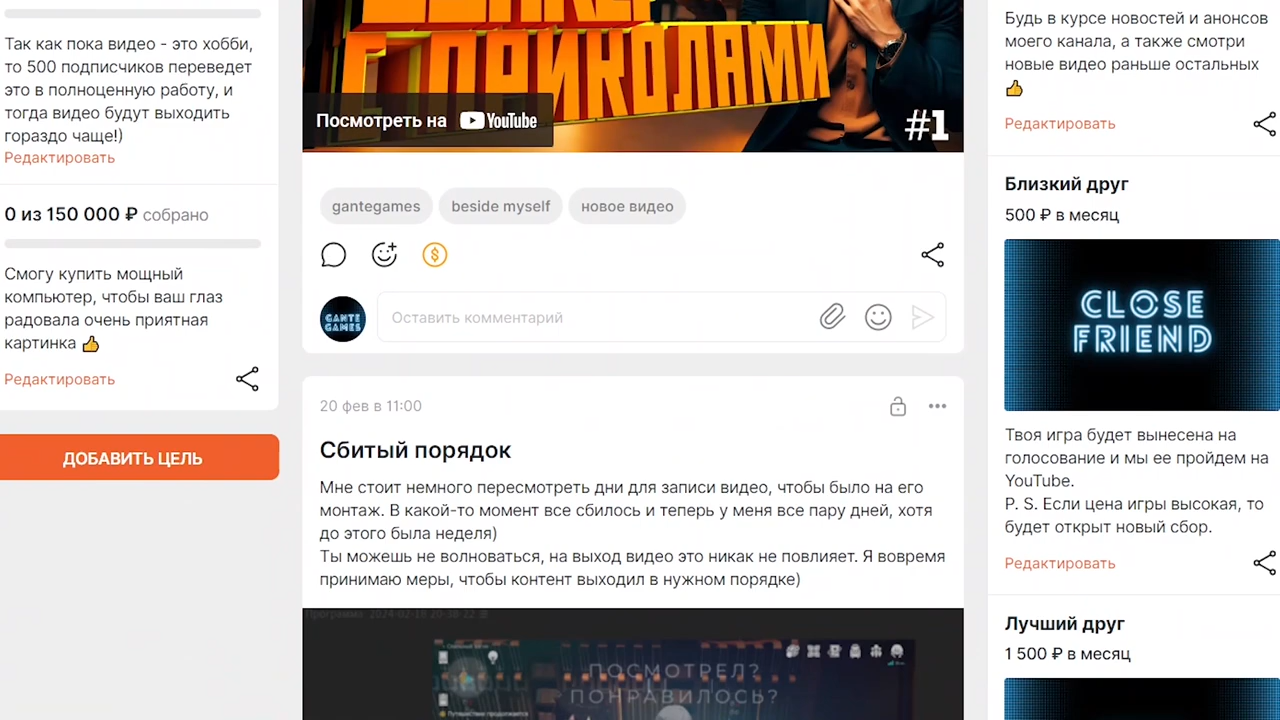 Так как пока видео - это хобби,
то 500 подписчиков переведет
это в полноценную работу, и
тогда видео будут выходить
гораздо чаще!)
Редактировать
0 из 150 000 ₽ собрано
Смогу купить мощный
компьютер, чтобы ваш глаз
радовала очень приятная
картинка 👍
Редактировать
ДОБАВИТЬ ЦЕЛЬ
С ПРИКОЛАМИ
Посмотреть на YouTube
#1
gantegames
beside myself
новое видео
GANTE
GAMES
Оставить комментарий
20 фев в 11:00
Сбитый порядок
Мне стоит немного пересмотреть дни для записи видео, чтобы было на его
монтаж. В какой-то момент все сбилось и теперь у меня все пару дней, хотя
до этого была неделя)
Ты можешь не волноваться, на выход видео это никак не повлияет. Я вовремя
принимаю меры, чтобы контент выходил в нужном порядке)
ПОСМОТРЕЛ?
ПОНРАВИЛОСЬ?
Будь в курсе новостей и анонсов
моего канала, а также смотри
новые видео раньше остальных
👍
Редактировать
Близкий друг
500 ₽ в месяц
CLOSE
FRIEND
Твоя игра будет вынесена на
голосование и мы ее пройдем на
YouTube.
P. S. Если цена игры высокая, то
будет открыт новый сбор.
Редактировать
Лучший друг
1 500 ₽ в месяц